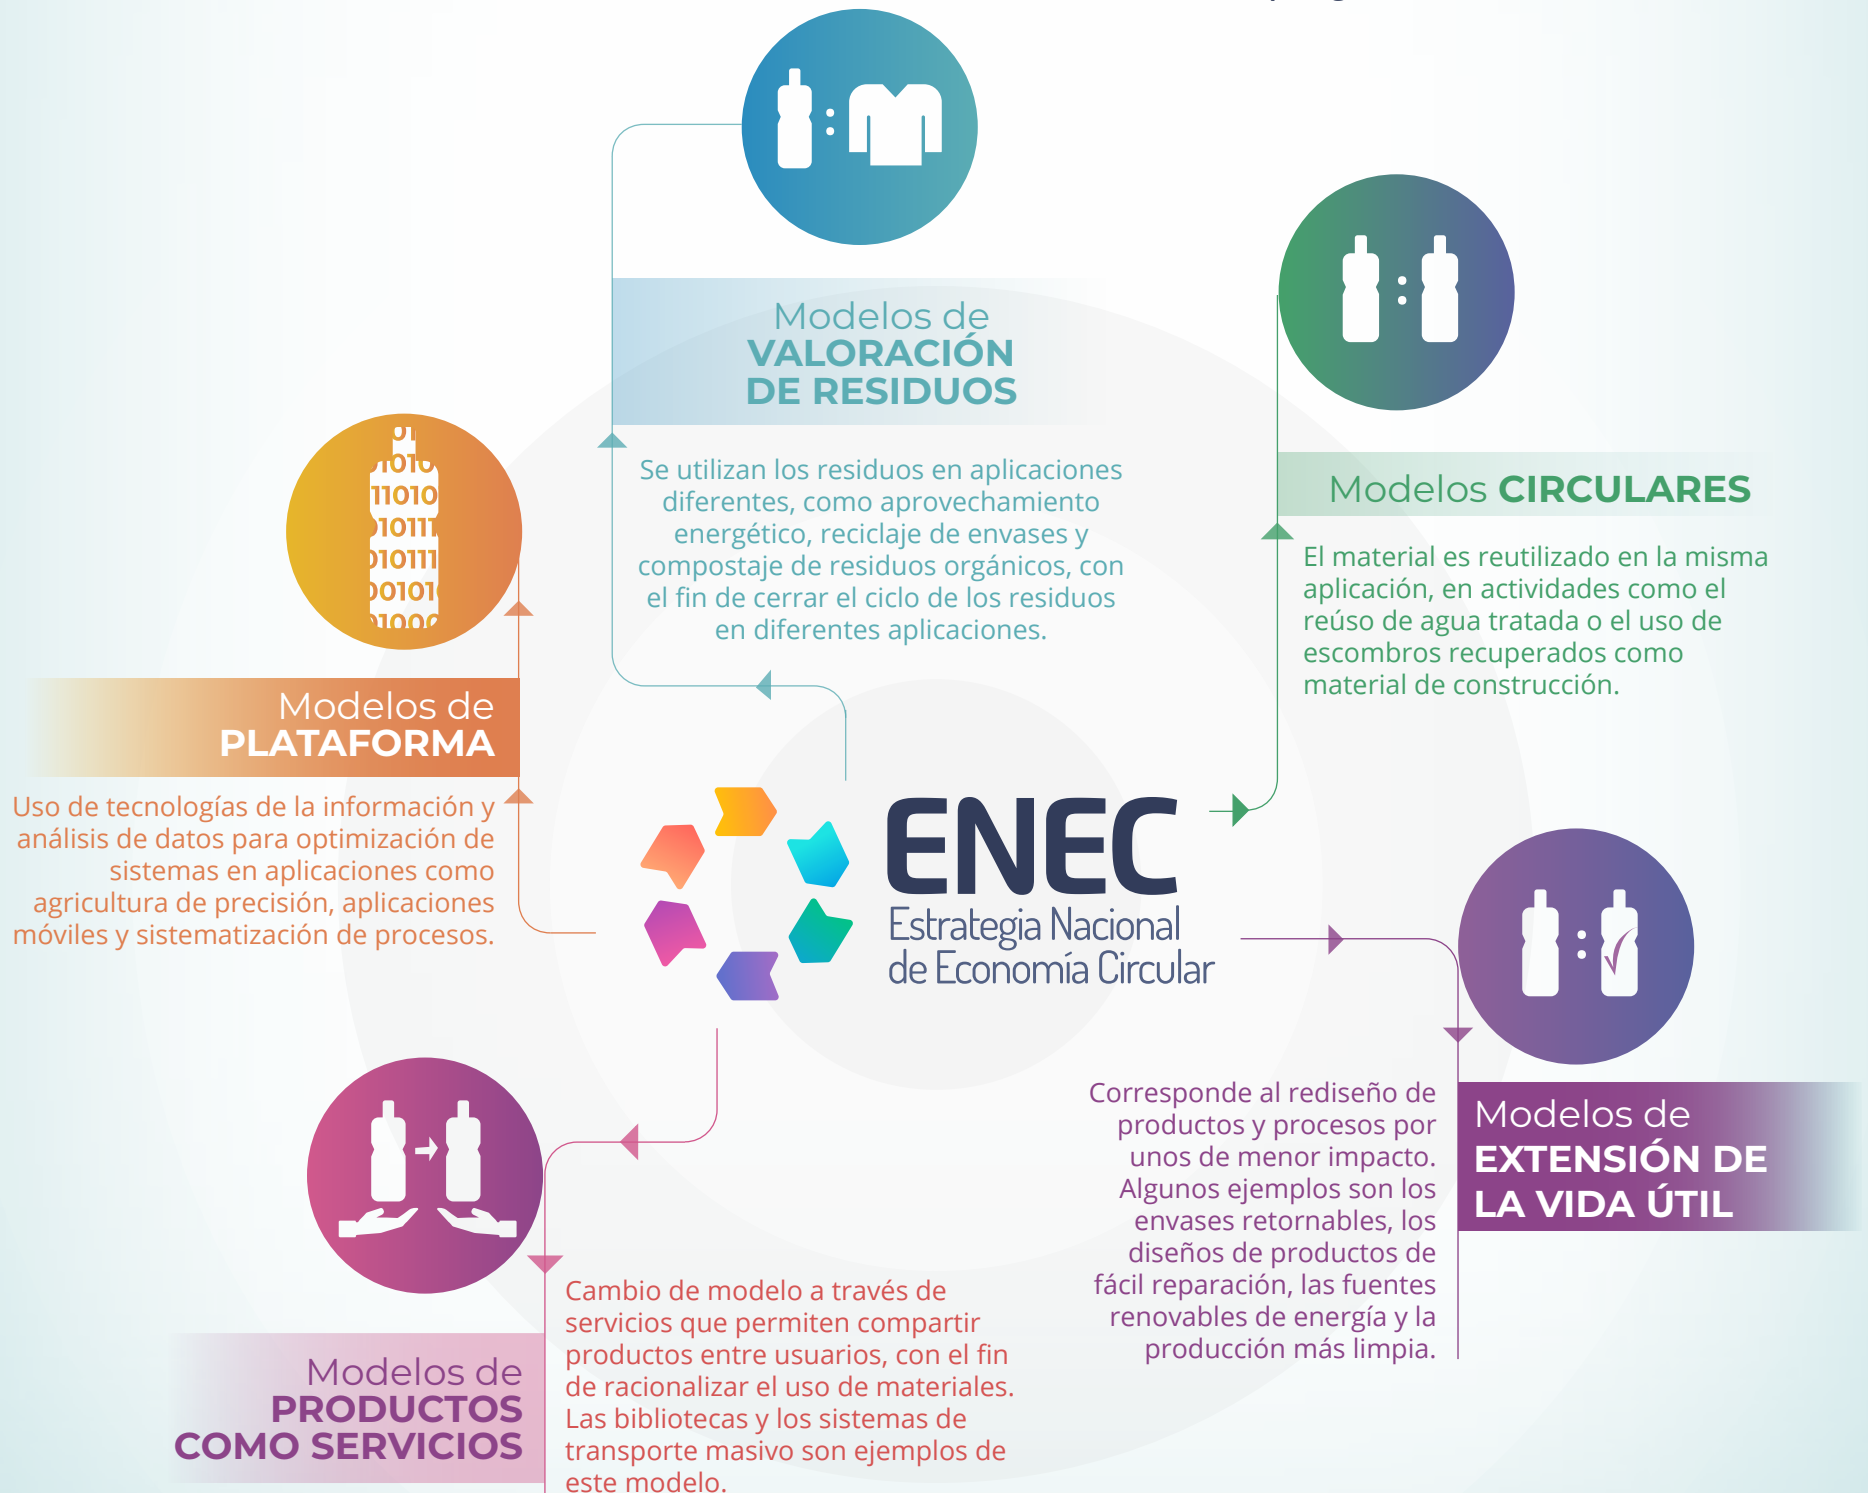 Modelos de
VALORACIÓN
DE RESIDUOS
Se utilizan los residuos en aplicaciones
diferentes, como aprovechamiento
energético, reciclaje de envases y
compostaje de residuos orgánicos, con
el fin de cerrar el ciclo de los residuos
en diferentes aplicaciones.
Modelos CIRCULARES
El material es reutilizado en la misma
aplicación, en actividades como el
reúso de agua tratada o el uso de
escombros recuperados como
material de construcción.
Modelos de
PLATAFORMA
Uso de tecnologías de la información y
análisis de datos para optimización de
sistemas en aplicaciones como
agricultura de precisión, aplicaciones
móviles y sistematización de procesos.
ENEC
Estrategia Nacional
de Economía Circular
Corresponde al rediseño de
productos y procesos por
unos de menor impacto.
Algunos ejemplos son los
envases retornables, los
diseños de productos de
fácil reparación, las fuentes
renovables de energía y la
producción más limpia.
Modelos de
EXTENSIÓN DE
LA VIDA ÚTIL
Modelos de
PRODUCTOS
COMO SERVICIOS
Cambio de modelo a través de
servicios que permiten compartir
productos entre usuarios, con el fin
de racionalizar el uso de materiales.
Las bibliotecas y los sistemas de
transporte masivo son ejemplos de
este modelo.